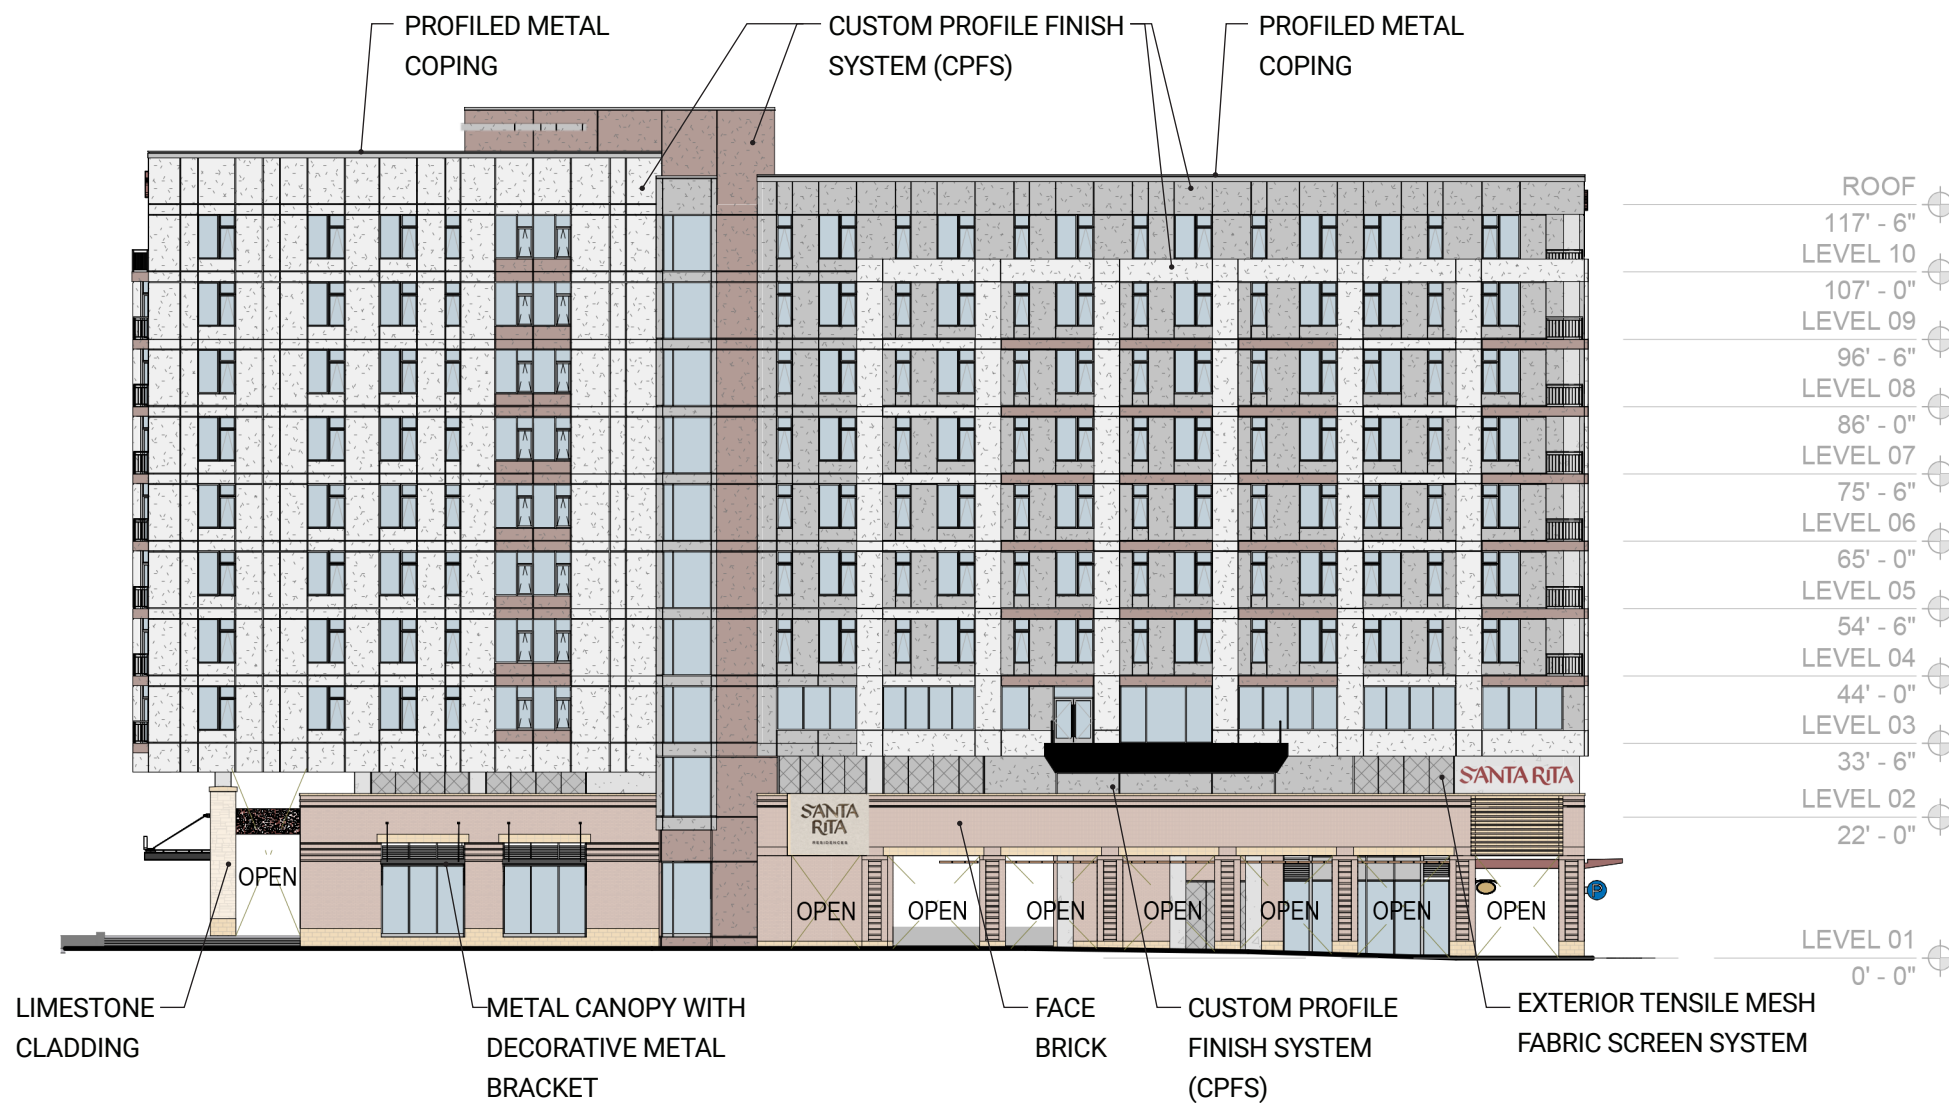 PROFILED METAL
COPING
CUSTOM PROFILE FINISH
SYSTEM (CPFS)
PROFILED METAL
COPING
ROOF
117' - 6"
LEVEL 10
107' - 0"
LEVEL 09
96' - 6"
LEVEL 08
86' - 0"
LEVEL 07
75' - 6"
LEVEL 06
65' - 0"
LEVEL 05
54' - 6"
LEVEL 04
44' - 0"
LEVEL 03
33' - 6"
LEVEL 02
22' - 0"
LEVEL 01
0' - 0"
SANTA RITA
SANTA
RITA
RESIDENCES
P
OPEN
OPEN
OPEN
OPEN
OPEN
OPEN
OPEN
OPEN
LIMESTONE
CLADDING
METAL CANOPY WITH
DECORATIVE METAL
BRACKET
FACE
BRICK
CUSTOM PROFILE
FINISH SYSTEM
(CPFS)
EXTERIOR TENSILE MESH
FABRIC SCREEN SYSTEM